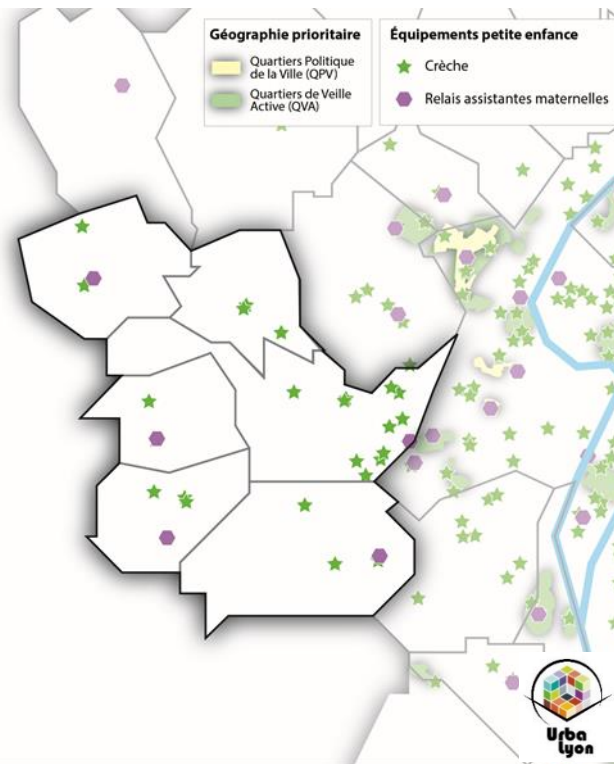 Géographie prioritaire
Quartiers Politique
de la Ville (QPV)
Quartiers de Veille
Active (QVA)
Équipements petite enfance
Crèche
Relais assistantes maternelles
Urba
Lyon